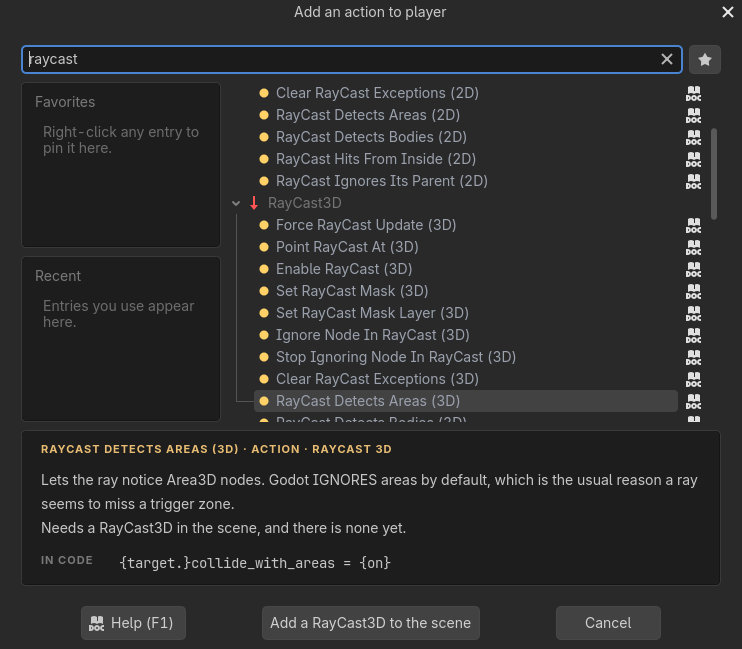 Add an action to player
raycast
Favorites
Right-click any entry to
pin it here.
Recent
Entries you use appear
here.
Clear RayCast Exceptions (2D)
RayCast Detects Areas (2D)
RayCast Detects Bodies (2D)
RayCast Hits From Inside (2D)
RayCast Ignores Its Parent (2D)
RayCast3D
Force RayCast Update (3D)
Point RayCast At (3D)
Enable RayCast (3D)
Set RayCast Mask (3D)
Set RayCast Mask Layer (3D)
Ignore Node In RayCast (3D)
Stop Ignoring Node In RayCast (3D)
Clear RayCast Exceptions (3D)
RayCast Detects Areas (3D)
RayCast Detects Bodies (3D)
RAYCAST DETECTS AREAS (3D) · ACTION · RAYCAST 3D
Lets the ray notice Area3D nodes. Godot IGNORES areas by default, which is the usual reason a ray
seems to miss a trigger zone.
Needs a RayCast3D in the scene, and there is none yet.
IN CODE {target.}collide_with_areas = {on}
DOC Help (F1)
Add a RayCast3D to the scene
Cancel